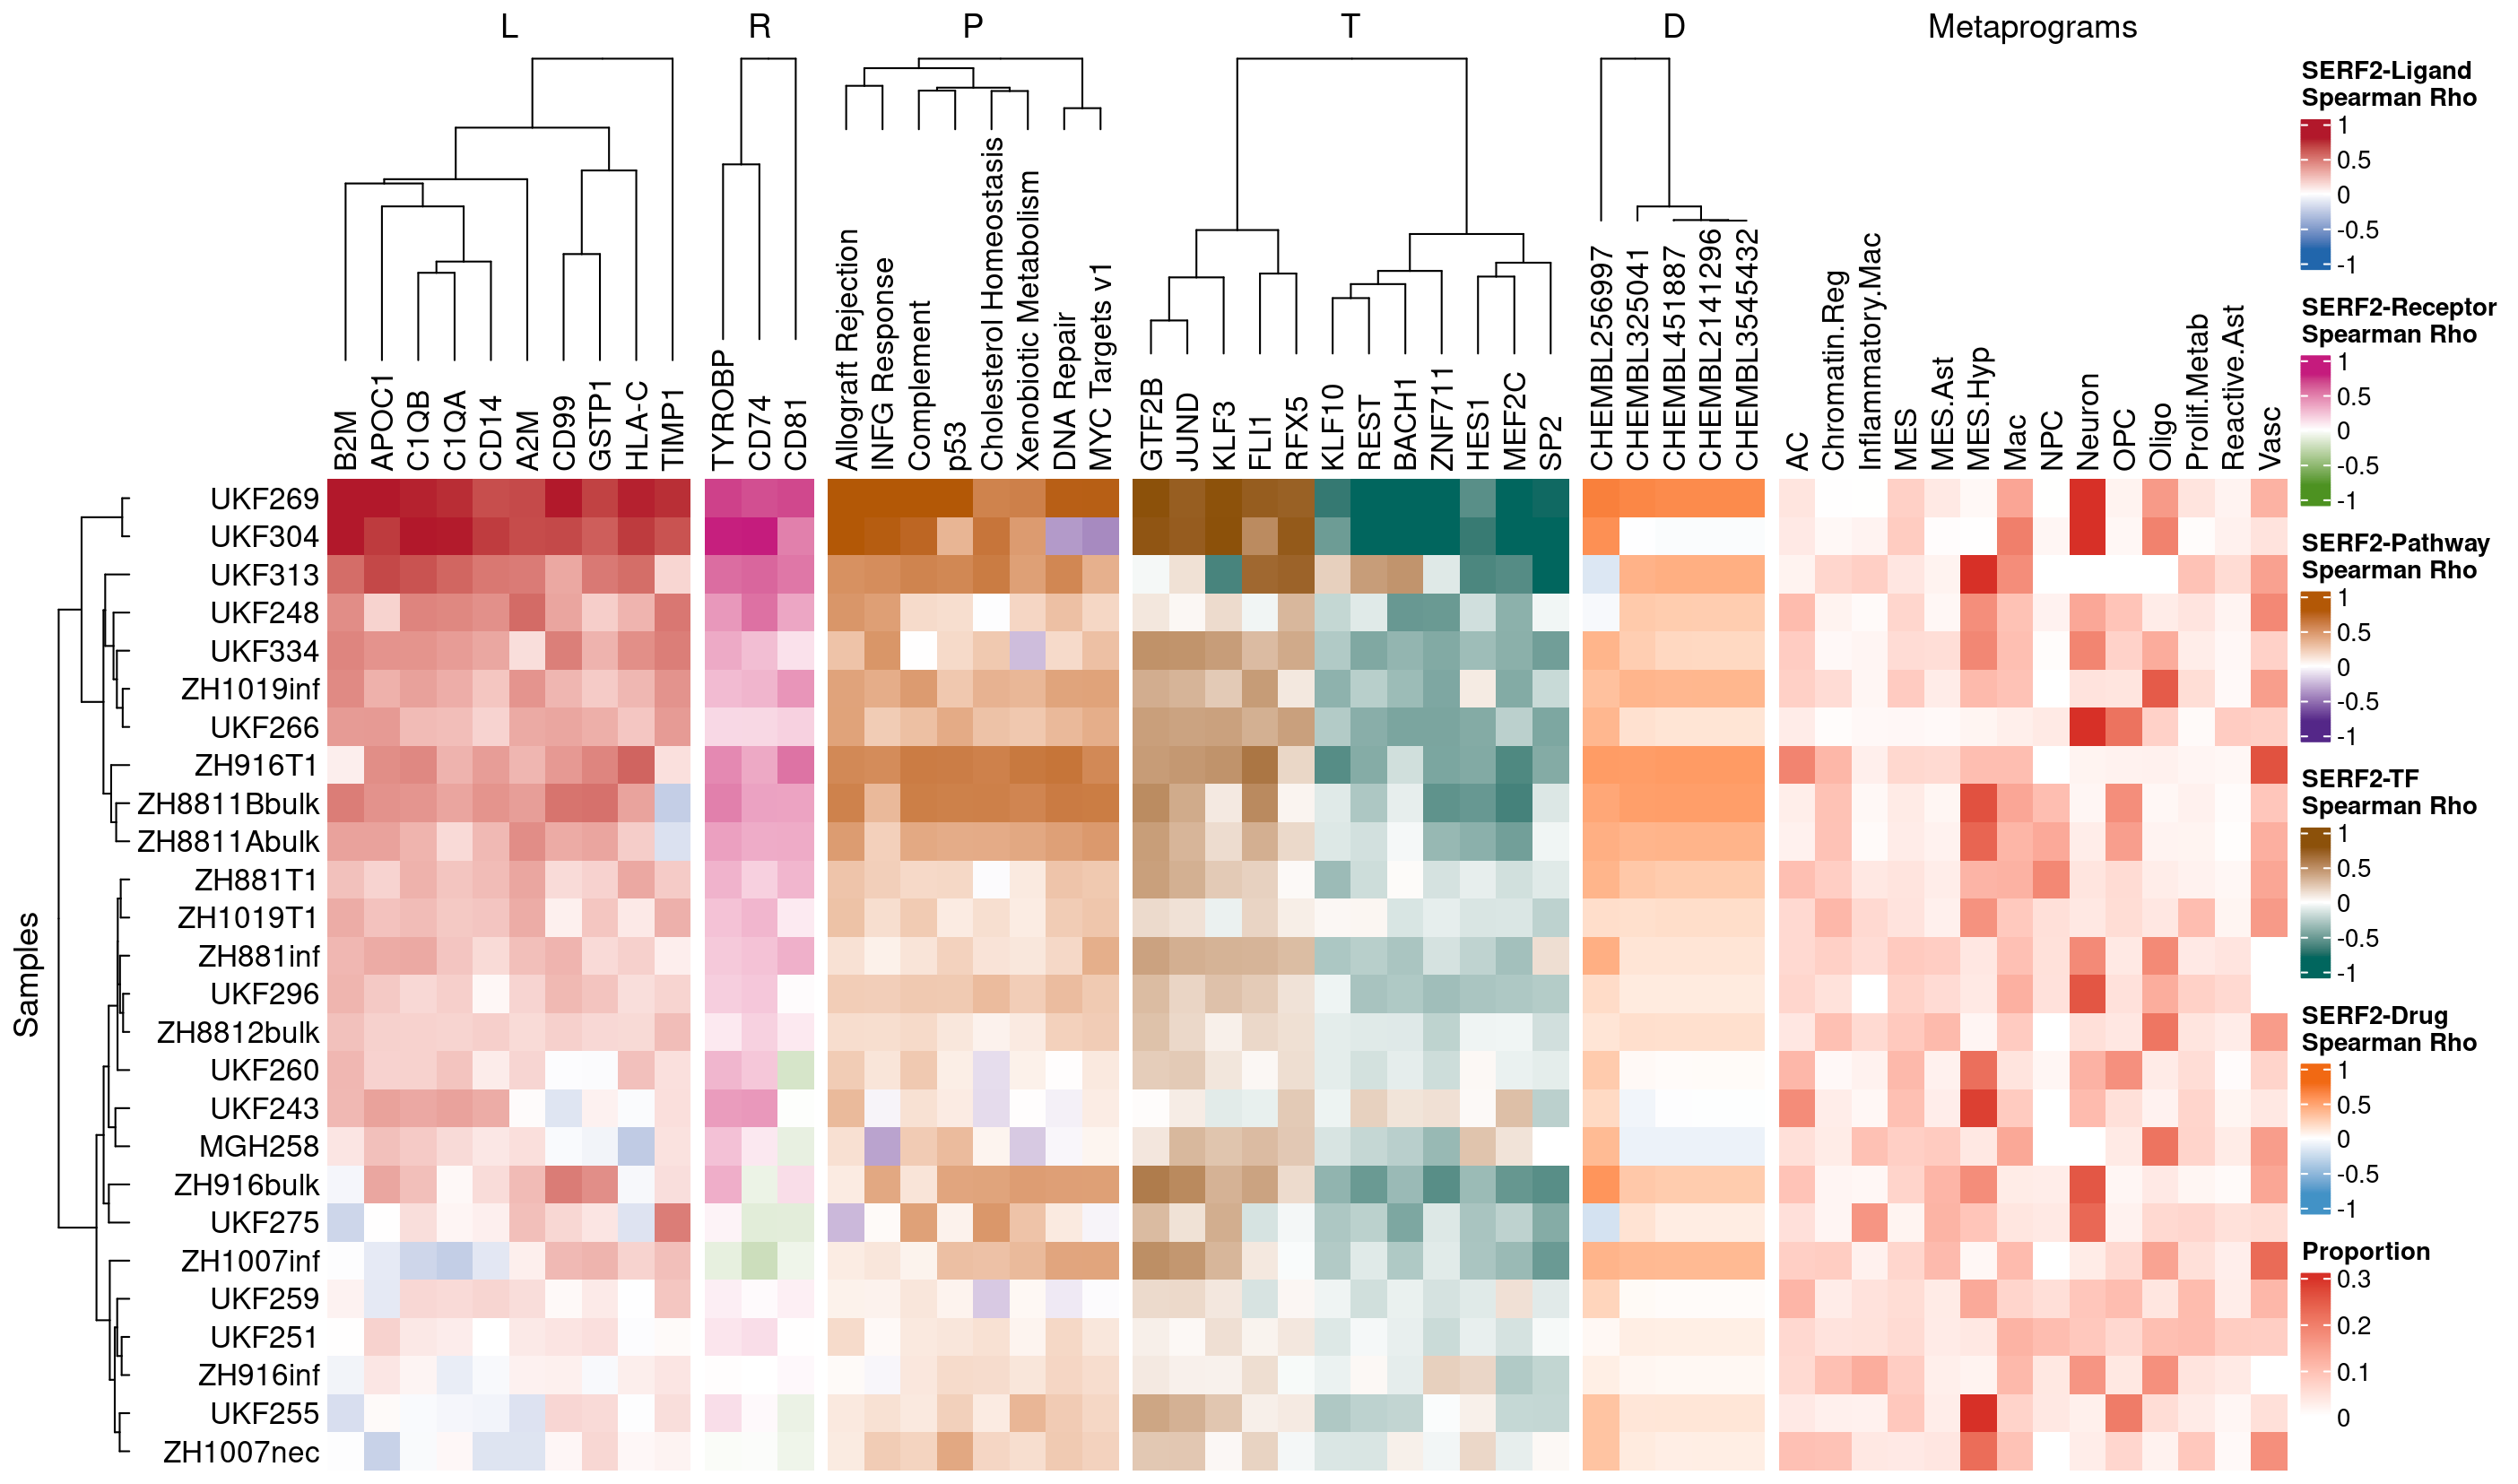 L
R
P
T
D
Metaprograms
B2M
APOC1
C1QB
C1QA
CD14
A2M
CD99
GSTP1
HLA-C
TIMP1
TYROBP
CD74
CD81
Allograft Rejection
INFG Response
Complement
p53
Cholesterol Homeostasis
Xenobiotic Metabolism
DNA Repair
MYC Targets v1
GTF2B
JUND
KLF3
FLI1
RFX5
KLF10
REST
BACH1
ZNF711
HES1
MEF2C
SP2
CHEMBL256997
CHEMBL325041
CHEMBL451887
CHEMBL2141296
CHEMBL3545432
AC
Chromatin.Reg
Inflammatory.Mac
MES
MES.Ast
MES.Hyp
Mac
NPC
Neuron
OPC
Oligo
Prolif.Metab
Reactive.Ast
Vasc
Samples
UKF269
UKF304
UKF313
UKF248
UKF334
ZH1019inf
UKF266
ZH916T1
ZH8811Bbulk
ZH8811Abulk
ZH881T1
ZH1019T1
ZH881inf
UKF296
ZH8812bulk
UKF260
UKF243
MGH258
ZH916bulk
UKF275
ZH1007inf
UKF259
UKF251
ZH916inf
UKF255
ZH1007nec
SERF2-Ligand
Spearman Rho
1
0.5
0
-0.5
-1
SERF2-Receptor
Spearman Rho
1
0.5
0
-0.5
-1
SERF2-Pathway
Spearman Rho
1
0.5
0
-0.5
-1
SERF2-TF
Spearman Rho
1
0.5
0
-0.5
-1
SERF2-Drug
Spearman Rho
1
0.5
0
-0.5
-1
Proportion
0.3
0.2
0.1
0